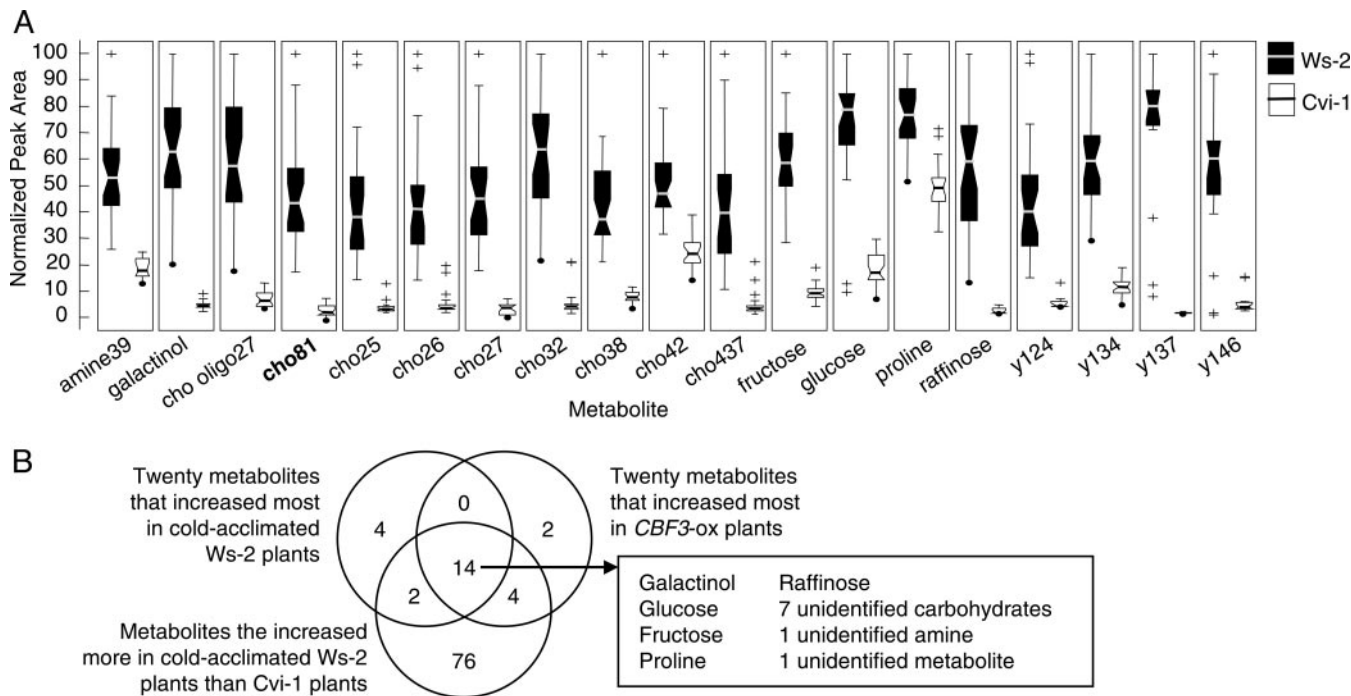 A
Normalized Peak Area
100
90
80
70
60
50
40
30
20
10
0
Ws-2
Cvi-1
amine39
galactinol
cho oligo27
cho81
cho25
cho26
cho27
cho32
cho38
cho42
cho437
fructose
glucose
proline
raffinose
y124
y134
y137
y146
Metabolite
B
Twenty metabolites
that increased most
in cold-acclimated
Ws-2 plants
Twenty metabolites
that increased most
in CBF3-ox plants
Metabolites the increased
more in cold-acclimated Ws-2
plants than Cvi-1 plants
0
4
2
14
2
4
76
Galactinol Raffinose
Glucose 7 unidentified carbohydrates
Fructose 1 unidentified amine
Proline 1 unidentified metabolite